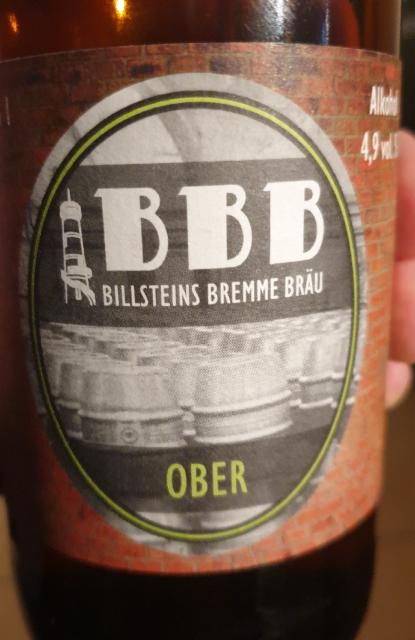 BBB
BILLSTEINS BREMME BRÄU
OBER
Alkohol
4,9 vol.